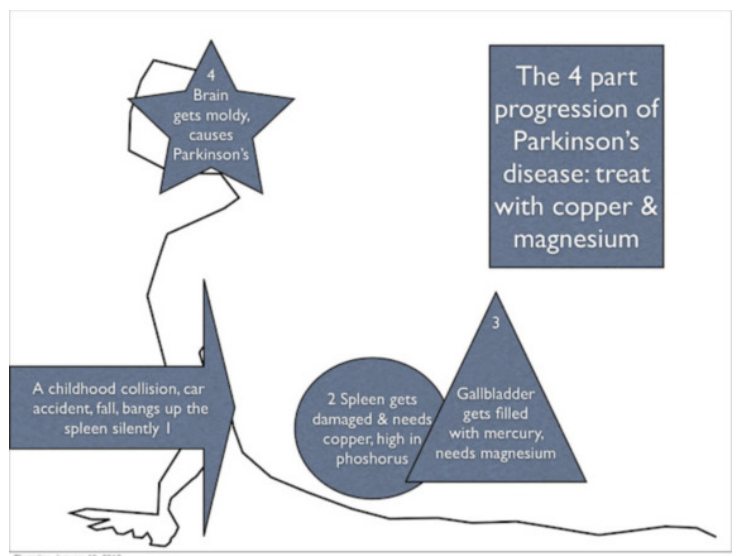 4
Brain
gets moldy,
causes
Parkinson's
The 4 part
progression of
Parkinson's
disease: treat
with copper &
magnesium
A childhood collision, car
accident, fall, bangs up the
spleen silently 1
2 Spleen gets
damaged & needs
copper, high in
phoshorus
3
Gallbladder
gets filled
with mercury,
needs magnesium